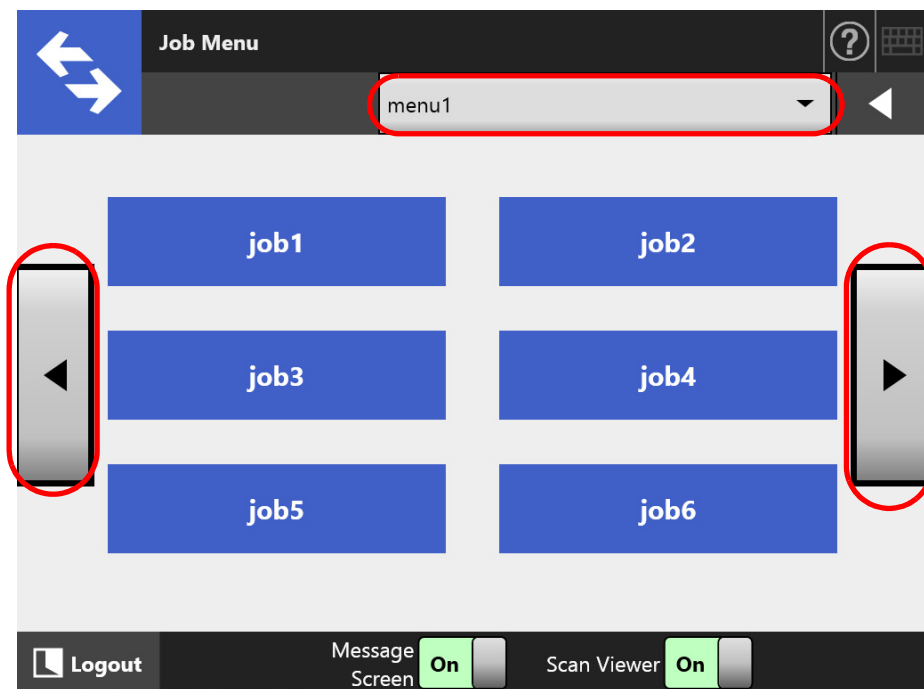 Job Menu
?
menu1
job1
job2
job3
job4
job5
job6
Logout
Message
Screen
On
Scan Viewer
On